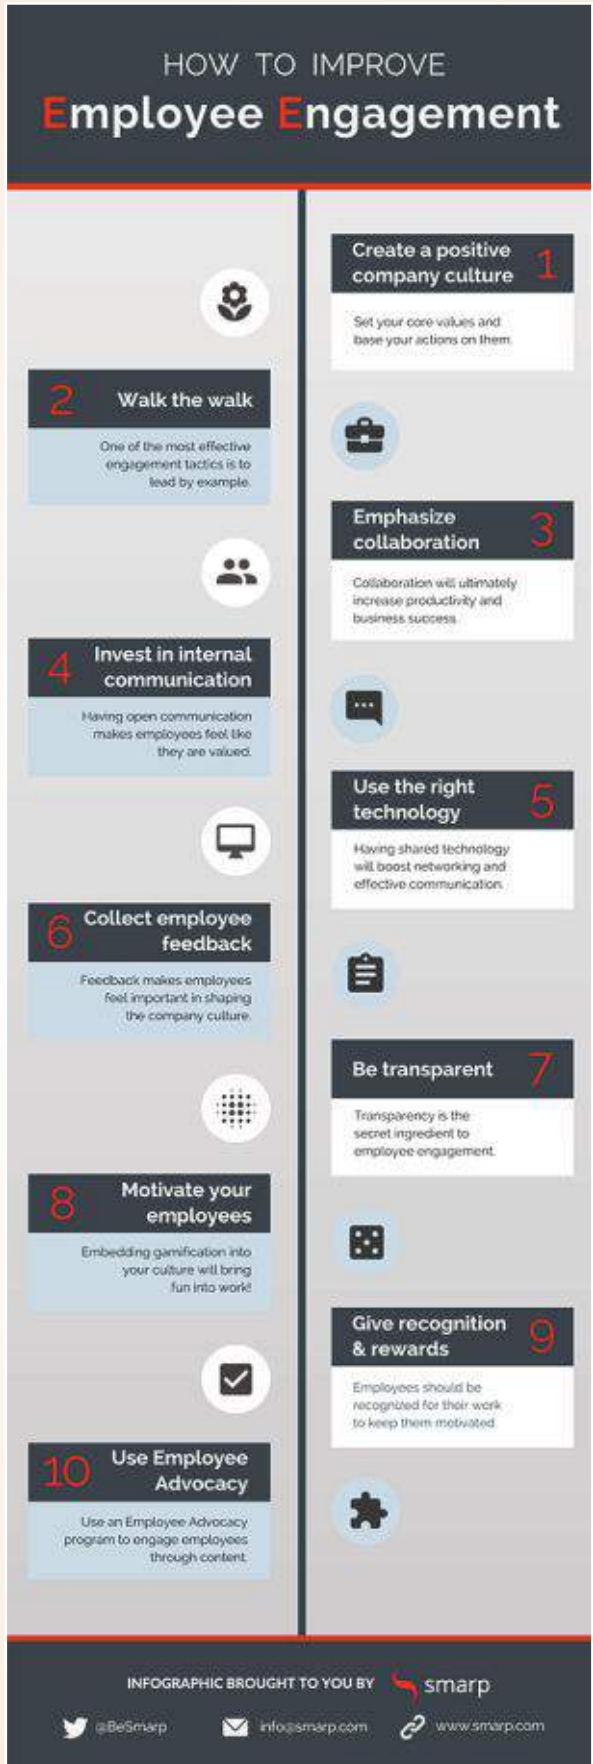 HOW TO IMPROVE
Employee Engagement
Create a positive
company culture
1
Set your core values and
base your actions on them.
2
Walk the walk
One of the most effective
engagement tactics is to
lead by example.
Emphasize
collaboration
3
Collaboration will ultimately
increase productivity and
business success.
4
Invest in internal
communication
Having open communication
makes employees feel like
they are valued.
Use the right
technology
5
Having shared technology
will boost networking and
effective communication.
6
Collect employee
feedback
Feedback makes employees
feel important in shaping
the company culture.
Be transparent
7
Transparency is the
secret ingredient to
employee engagement.
8
Motivate your
employees
Embedding gamification into
your culture will bring
fun into work!
Give recognition
& rewards
9
Employees should be
recognized for their work
to keep them motivated.
10
Use Employee
Advocacy
Use an Employee Advocacy
program to engage employees
through content.
INFOGRAPHIC BROUGHT TO YOU BY smarp
@BeSmarp info@smarp.com www.smarp.com